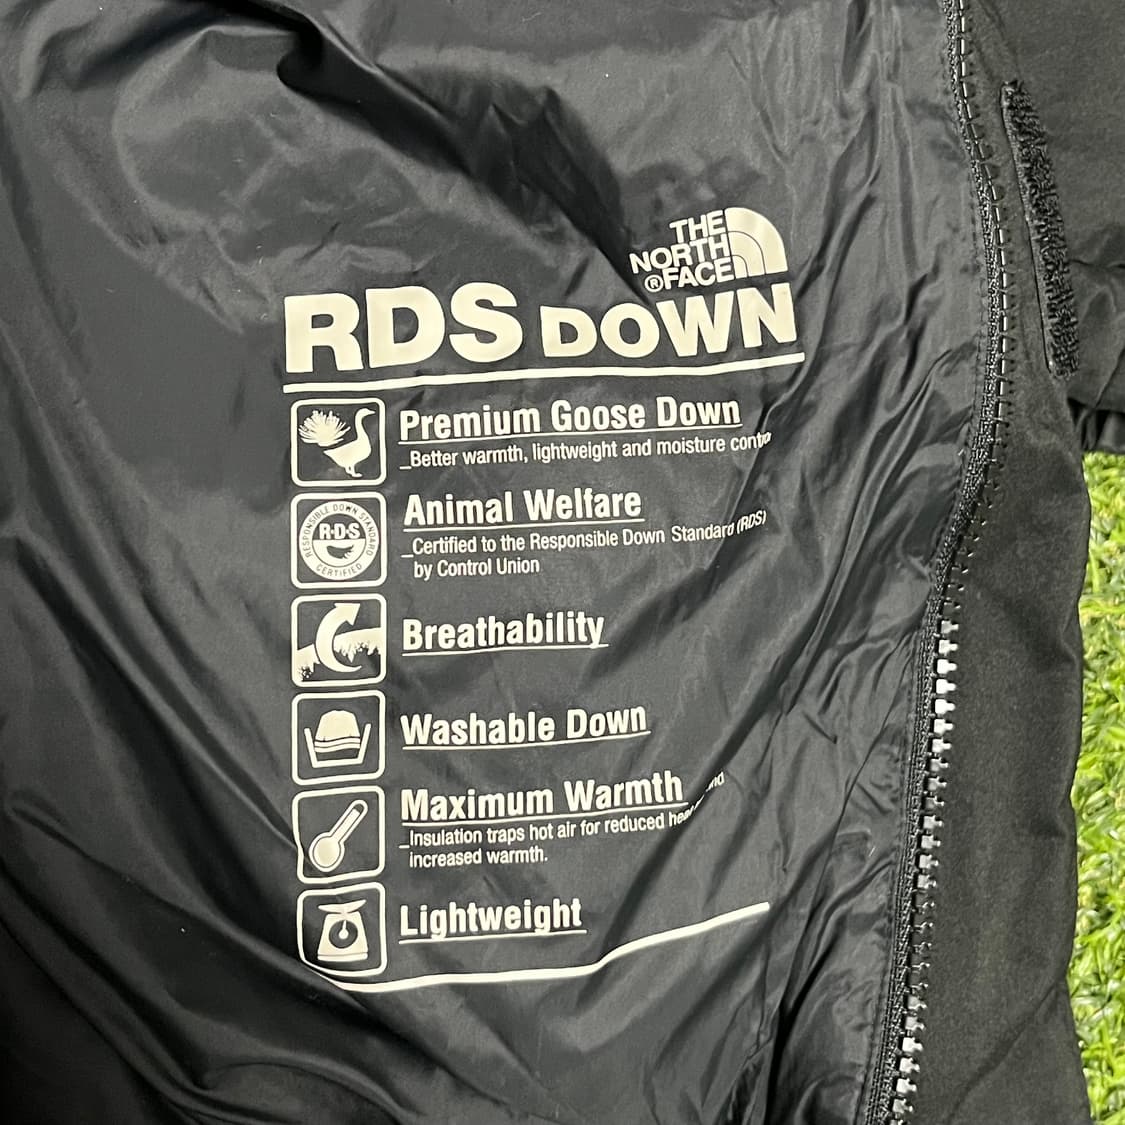 THE
NORTH
®FACE
RDS DOWN
Premium Goose Down
_Better warmth, lightweight and moisture
RESPONSIBLE DOWN STANDARD
R·D·S
CERTIFIED
Animal Welfare
_Certified to the Responsible Down Standard (RDS)
by Control Union
Breathability
Washable Down
Maximum Warmth
_Insulation traps hot air for reduced
increased warmth.
Lightweight